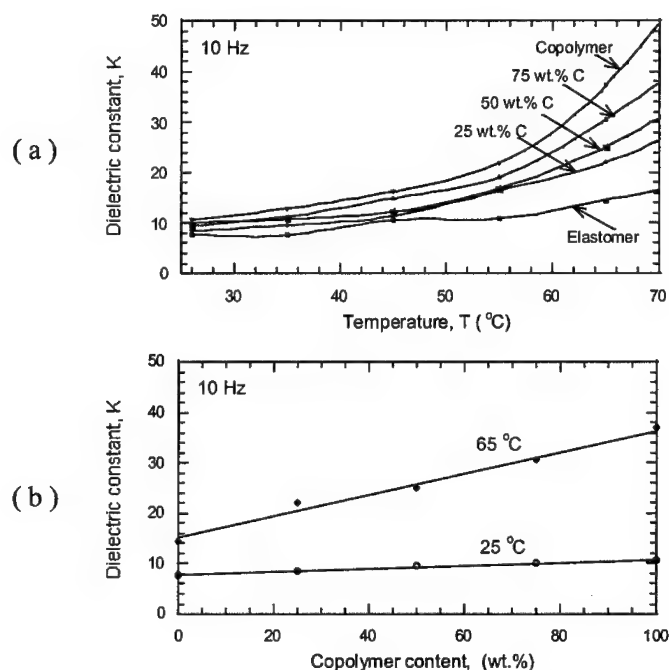 (a)
10 Hz
Copolymer
75 wt.% C
50 wt.% C
25 wt.% C
Elastomer
Dielectric constant, K
50
40
30
20
10
0
30 40 50 60 70
Temperature, T (°C)
(b)
10 Hz
65 °C
25 °C
Dielectric constant, K
50
40
30
20
10
0
0 20 40 60 80 100
Copolymer content, (wt.%)